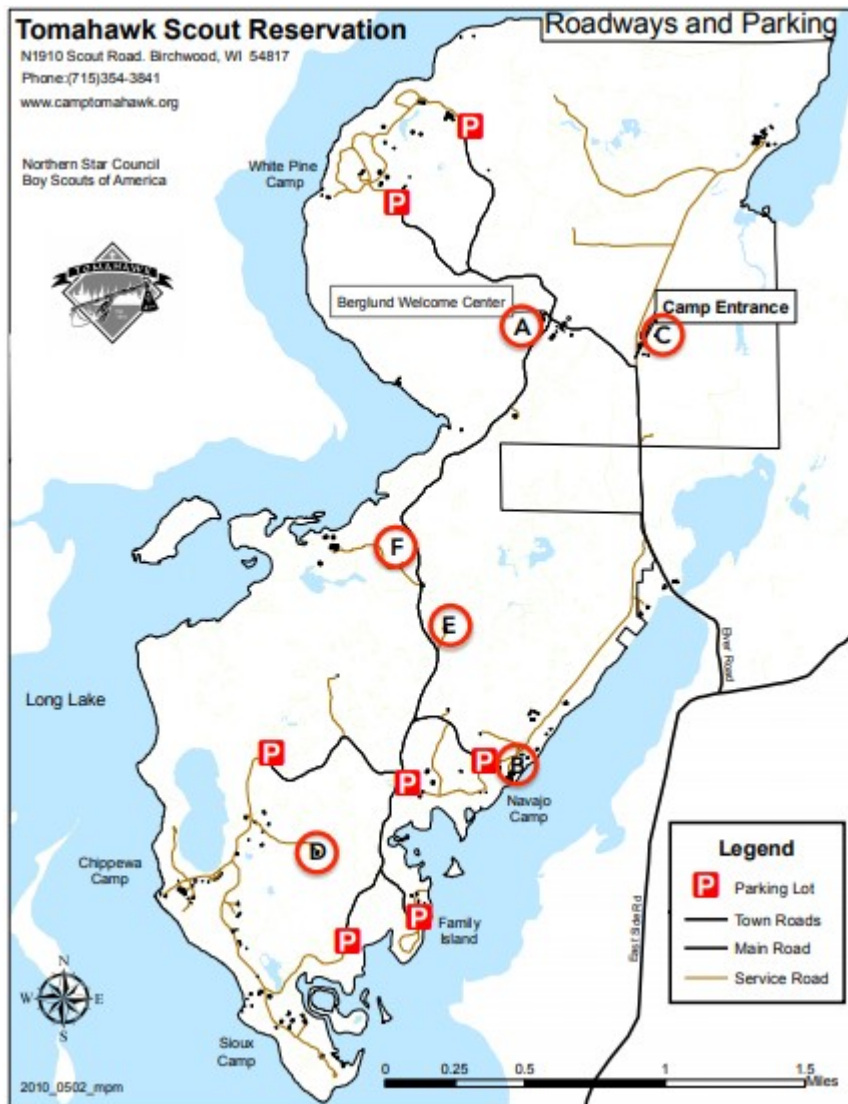 Tomahawk Scout Reservation
Roadways and Parking
N1910 Scout Road. Birchwood, WI 54817
Phone:(715)354-3841
www.camptomahawk.org
Northern Star Council
Boy Scouts of America
TOMAHAWK
White Pine
Camp
P
P
Berglund Welcome Center
Camp Entrance
A
C
F
E
Elver Road
Long Lake
P
P
P
B
Navajo
Camp
D
Chippewa
Camp
P
P
Family
Island
East Side Rd
Legend
P Parking Lot
Town Roads
Main Road
Service Road
N
W E
S
Sioux
Camp
2010_0502_mpm
0 0.25 0.5 1 1.5
Miles